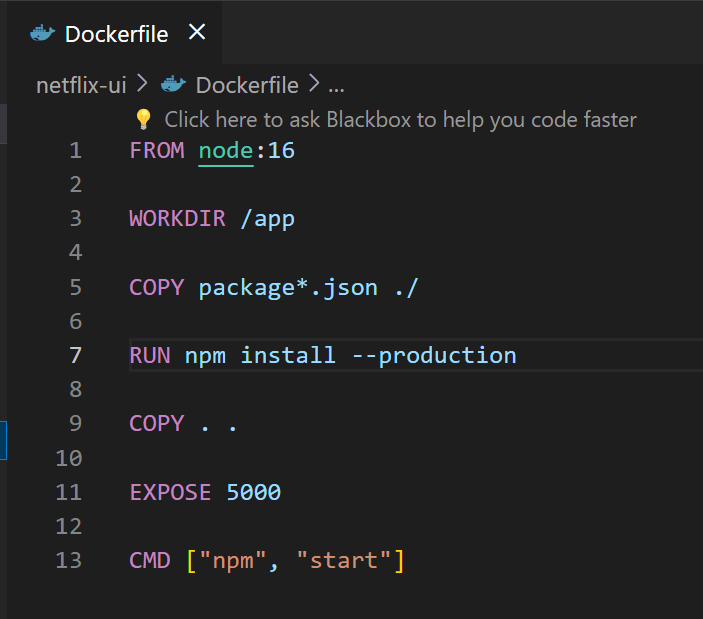 Dockerfile
netflix-ui > Dockerfile > ...
Click here to ask Blackbox to help you code faster
1 FROM node:16
2
3 WORKDIR /app
4
5 COPY package*.json ./
6
7 RUN npm install --production
8
9 COPY . .
10
11 EXPOSE 5000
12
13 CMD ["npm", "start"]